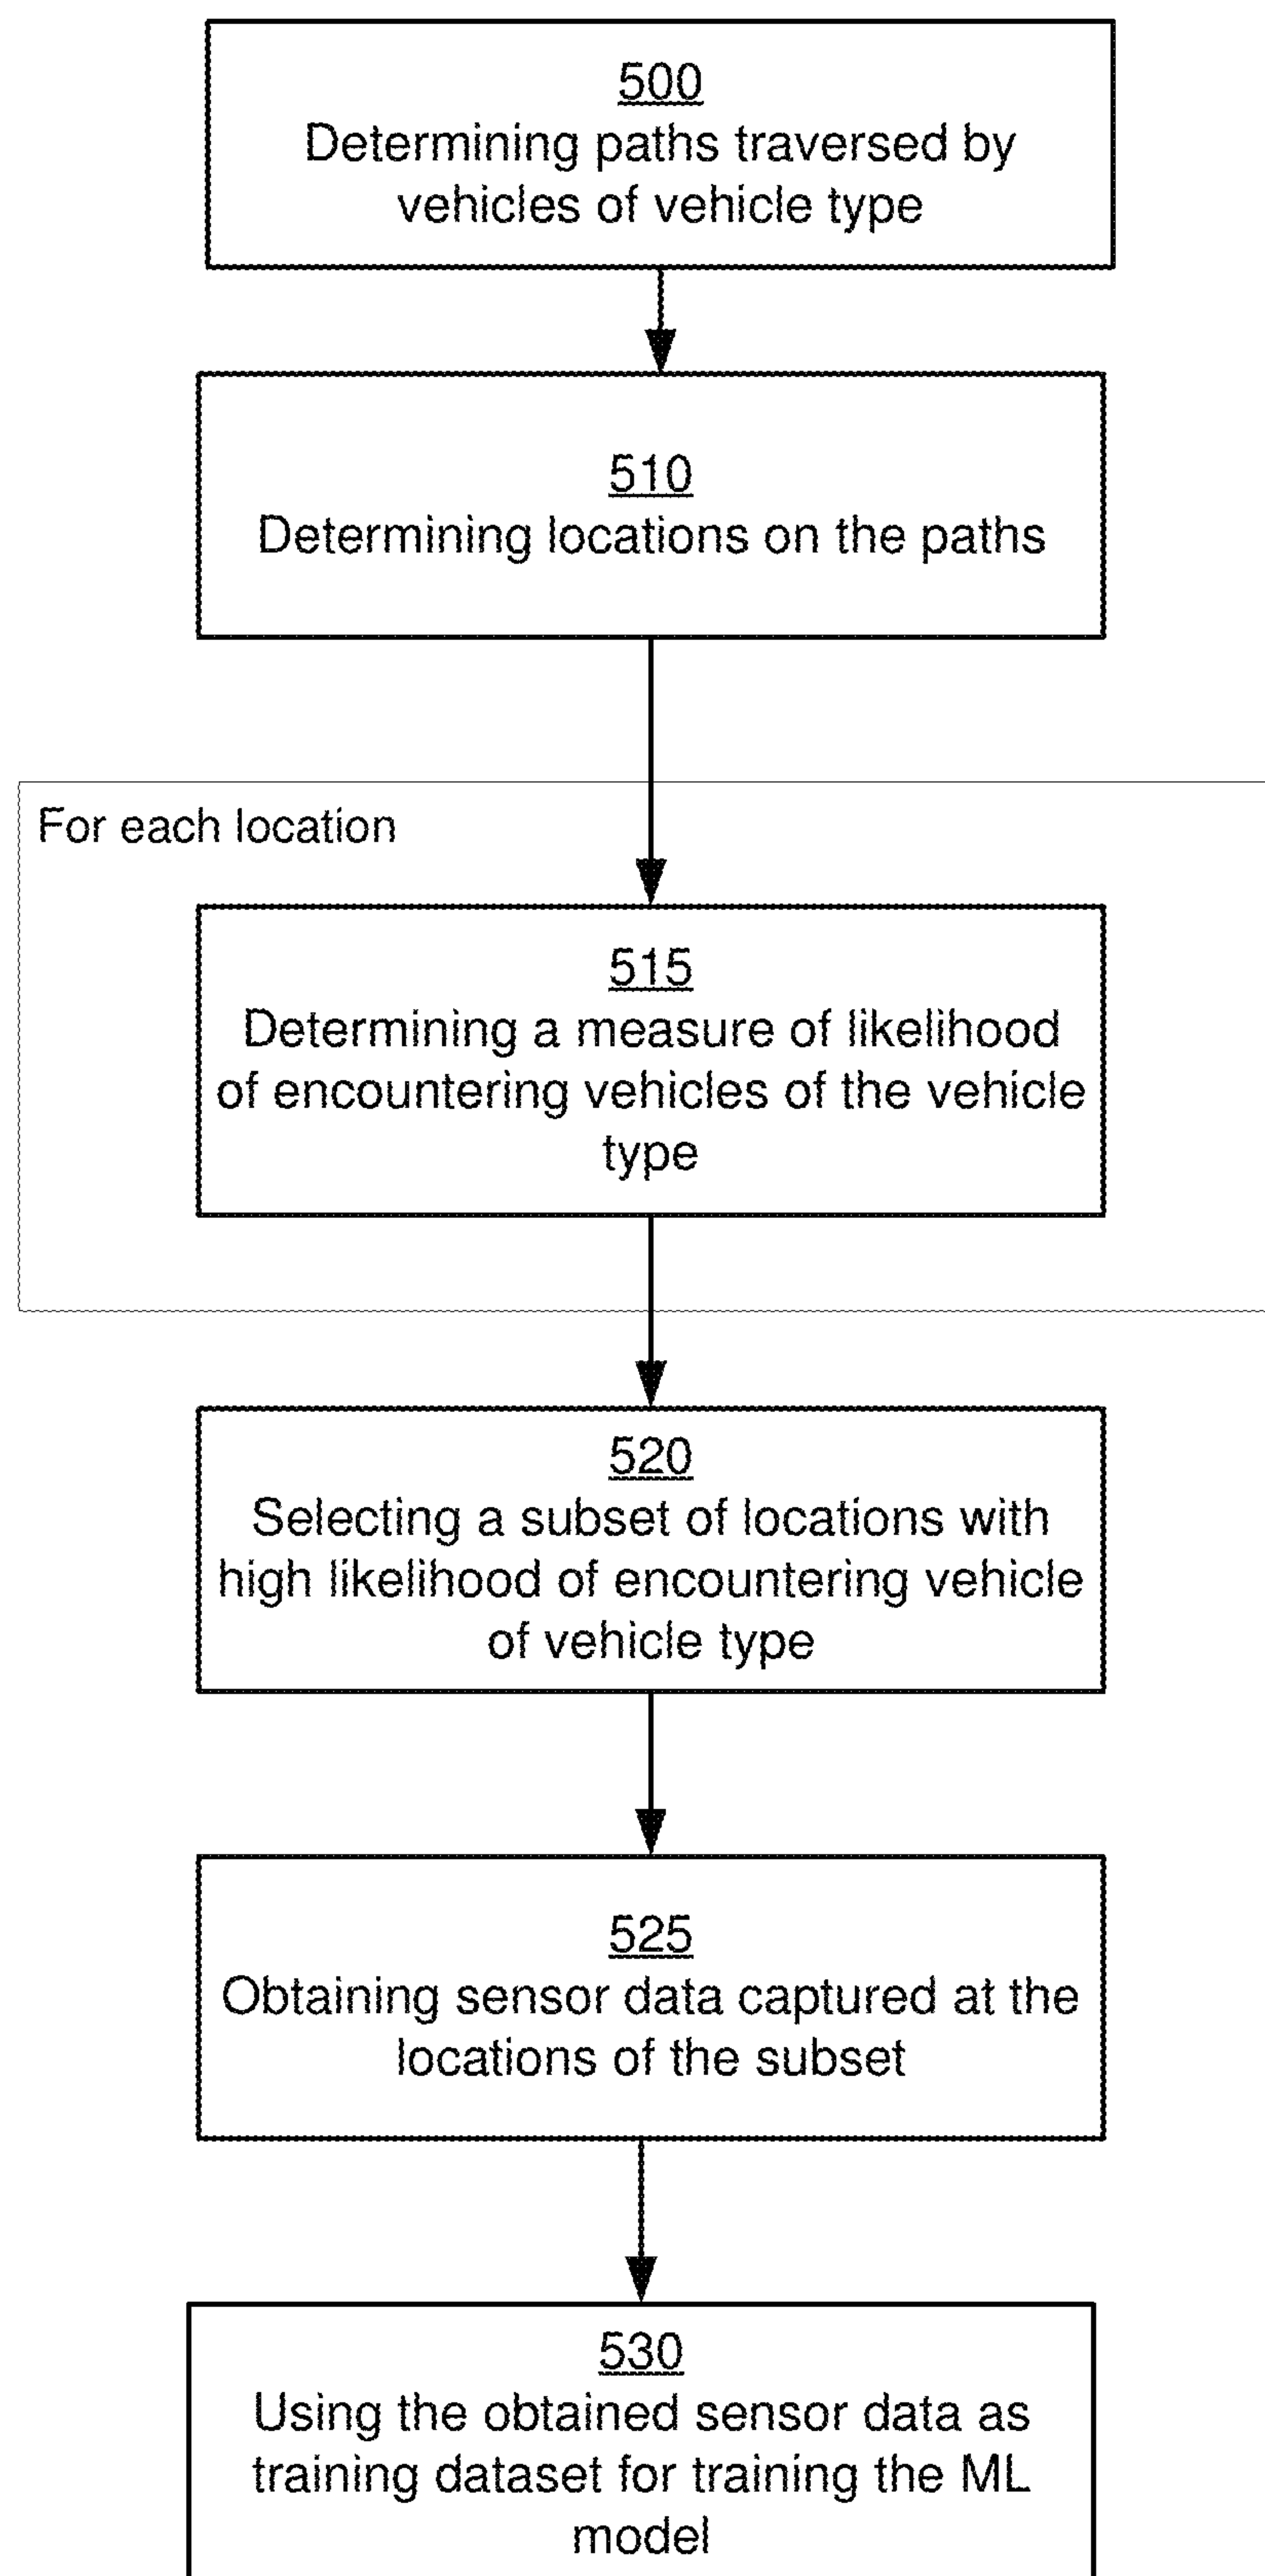 500
Determining paths traversed by
vehicles of vehicle type
510
Determining locations on the paths
For each location
515
Determining a measure of likelihood
of encountering vehicles of the vehicle
type
520
Selecting a subset of locations with
high likelihood of encountering vehicle
of vehicle type
525
Obtaining sensor data captured at the
locations of the subset
530
Using the obtained sensor data as
training dataset for training the ML
model